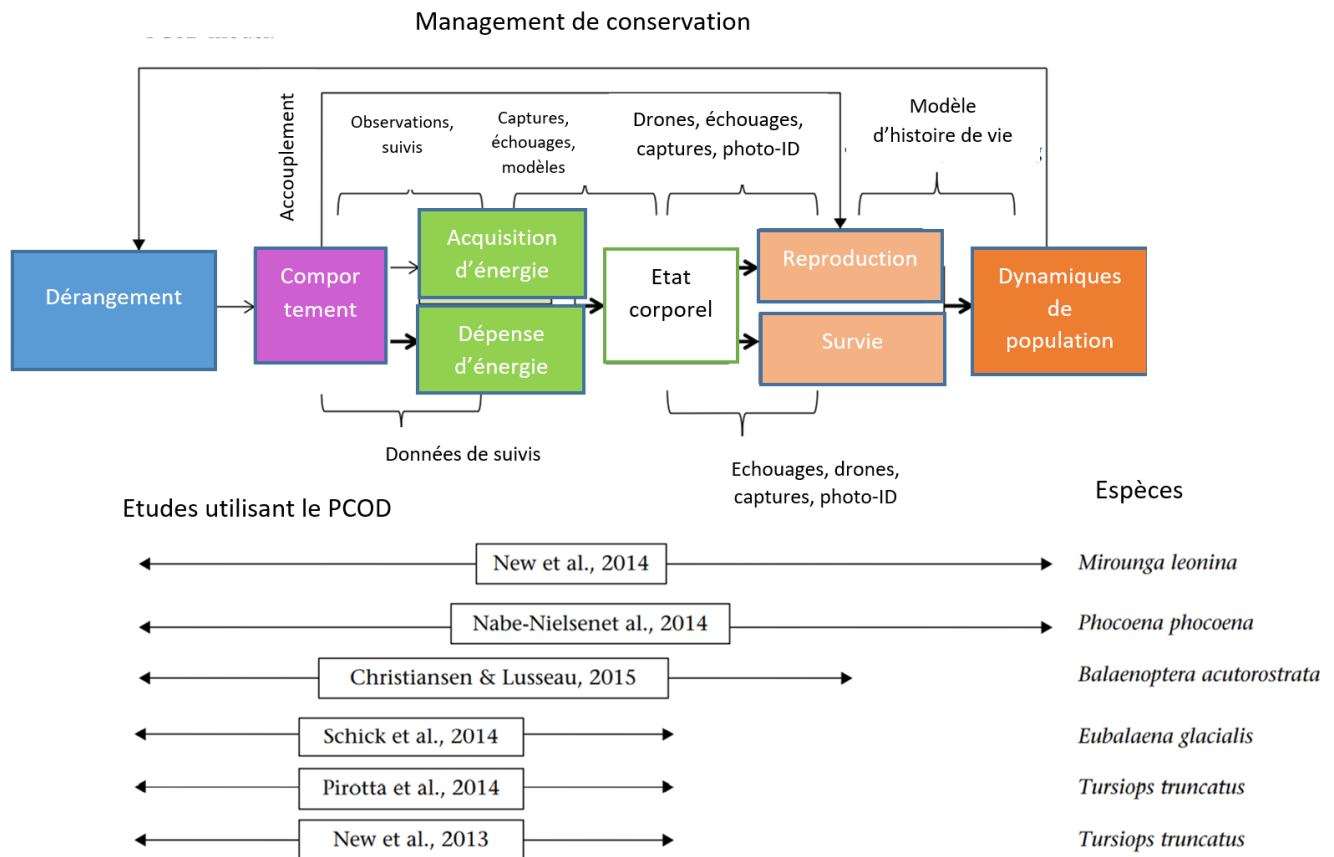 Management de conservation
Accouplement
Observations,
suivis
Captures,
échouages,
modèles
Drones, échouages,
captures, photo-ID
Modèle
d’histoire de vie
Dérangement
Compor
tement
Acquisition
d’énergie
Dépense
d’énergie
Etat
corporel
Reproduction
Survie
Dynamiques
de
population
Données de suivis
Echouages, drones,
captures, photo-ID
Etudes utilisant le PCOD
Espèces
New et al., 2014
Mirounga leonina
Nabe-Nielsenet al., 2014
Phocoena phocoena
Christiansen & Lusseau, 2015
Balaenoptera acutorostrata
Schick et al., 2014
Eubalaena glacialis
Pirotta et al., 2014
Tursiops truncatus
New et al., 2013
Tursiops truncatus